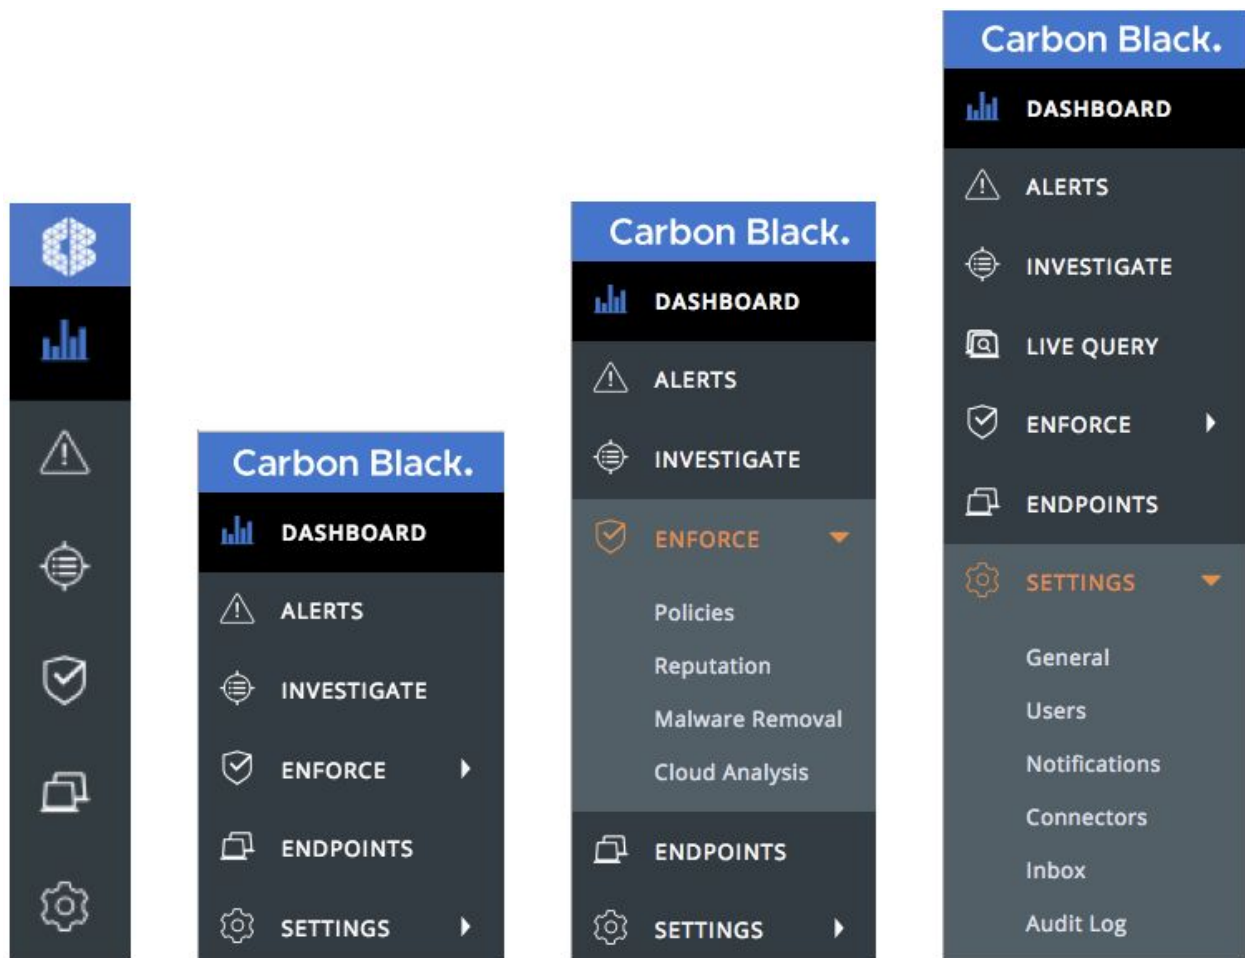 Carbon Black.
DASHBOARD
ALERTS
INVESTIGATE
ENFORCE
ENDPOINTS
SETTINGS
Carbon Black.
DASHBOARD
ALERTS
INVESTIGATE
ENFORCE
Policies
Reputation
Malware Removal
Cloud Analysis
ENDPOINTS
SETTINGS
Carbon Black.
DASHBOARD
ALERTS
INVESTIGATE
LIVE QUERY
ENFORCE
ENDPOINTS
SETTINGS
General
Users
Notifications
Connectors
Inbox
Audit Log